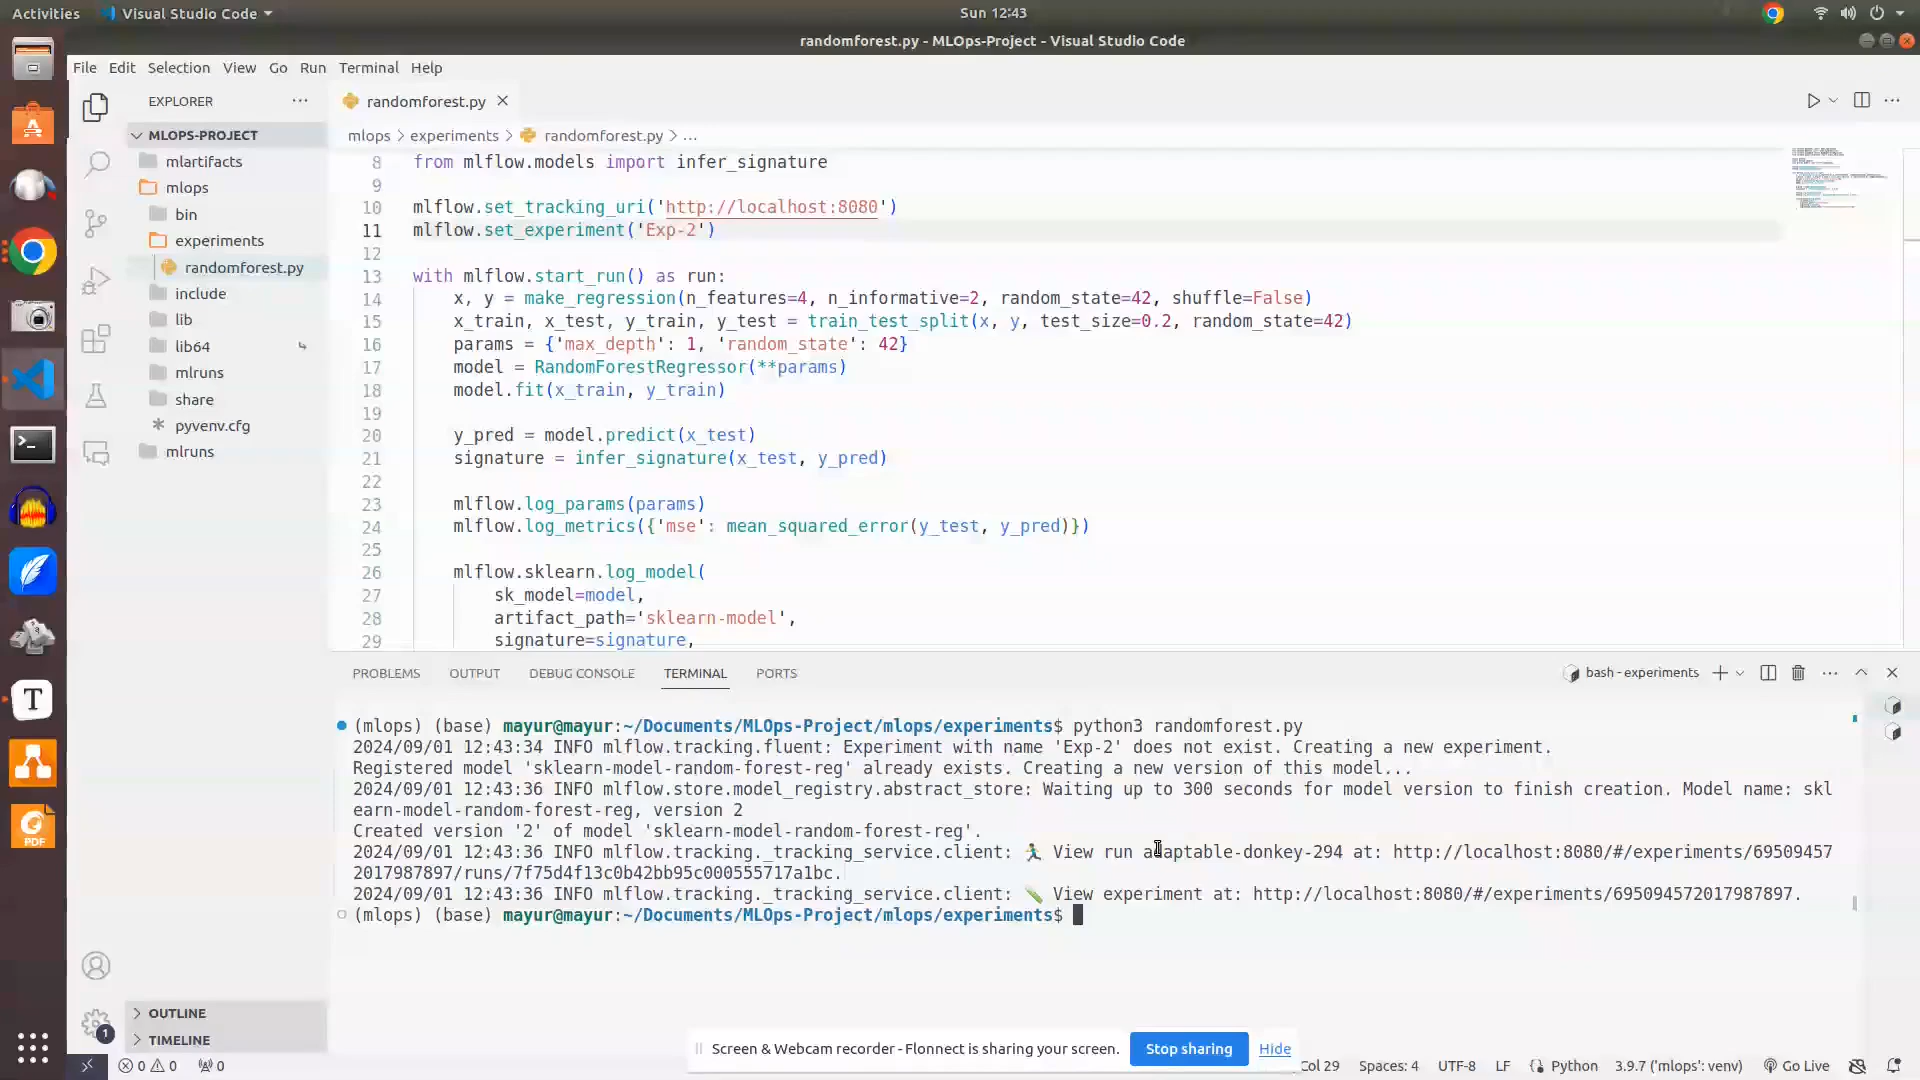 Activities
Visual Studio Code
Sun 12:43
randomforest.py - MLOps-Project - Visual Studio Code
File Edit Selection View Go Run Terminal Help
EXPLORER
randomforest.py
MLOPS-PROJECT
mlartifacts
mlops
bin
experiments
randomforest.py
include
lib
lib64
mlruns
share
pyvenv.cfg
mlruns
OUTLINE
TIMELINE
mlops > experiments > randomforest.py > ...
8 from mlflow.models import infer_signature
9
10 mlflow.set_tracking_uri('http://localhost:8080')
11 mlflow.set_experiment('Exp-2')
12
13 with mlflow.start_run() as run:
14 x, y = make_regression(n_features=4, n_informative=2, random_state=42, shuffle=False)
15 x_train, x_test, y_train, y_test = train_test_split(x, y, test_size=0.2, random_state=42)
16 params = {'max_depth': 1, 'random_state': 42}
17 model = RandomForestRegressor(**params)
18 model.fit(x_train, y_train)
19
20 y_pred = model.predict(x_test)
21 signature = infer_signature(x_test, y_pred)
22
23 mlflow.log_params(params)
24 mlflow.log_metrics({'mse': mean_squared_error(y_test, y_pred)})
25
26 mlflow.sklearn.log_model(
27 sk_model=model,
28 artifact_path='sklearn-model',
29 signature=signature,
PROBLEMS OUTPUT DEBUG CONSOLE TERMINAL PORTS
bash - experiments
(mlops) (base) mayur@mayur:~/Documents/MLOps-Project/mlops/experiments$ python3 randomforest.py
2024/09/01 12:43:34 INFO mlflow.tracking.fluent: Experiment with name 'Exp-2' does not exist. Creating a new experiment.
Registered model 'sklearn-model-random-forest-reg' already exists. Creating a new version of this model...
2024/09/01 12:43:36 INFO mlflow.store.model_registry.abstract_store: Waiting up to 300 seconds for model version to finish creation. Model name: skl
earn-model-random-forest-reg, version 2
Created version '2' of model 'sklearn-model-random-forest-reg'.
2024/09/01 12:43:36 INFO mlflow.tracking._tracking_service.client: 🏃 View run adaptable-donkey-294 at: http://localhost:8080/#/experiments/69509457
2017987897/runs/7f75d4f13c0b42bb95c000555717a1bc.
2024/09/01 12:43:36 INFO mlflow.tracking._tracking_service.client: 🧪 View experiment at: http://localhost:8080/#/experiments/695094572017987897.
(mlops) (base) mayur@mayur:~/Documents/MLOps-Project/mlops/experiments$
Screen & Webcam recorder - Flonnect is sharing your screen.
Stop sharing
Hide
1
0 0 0
Col 29 Spaces: 4 UTF-8 LF Python 3.9.7 ('mlops': venv) Go Live
T
PDF